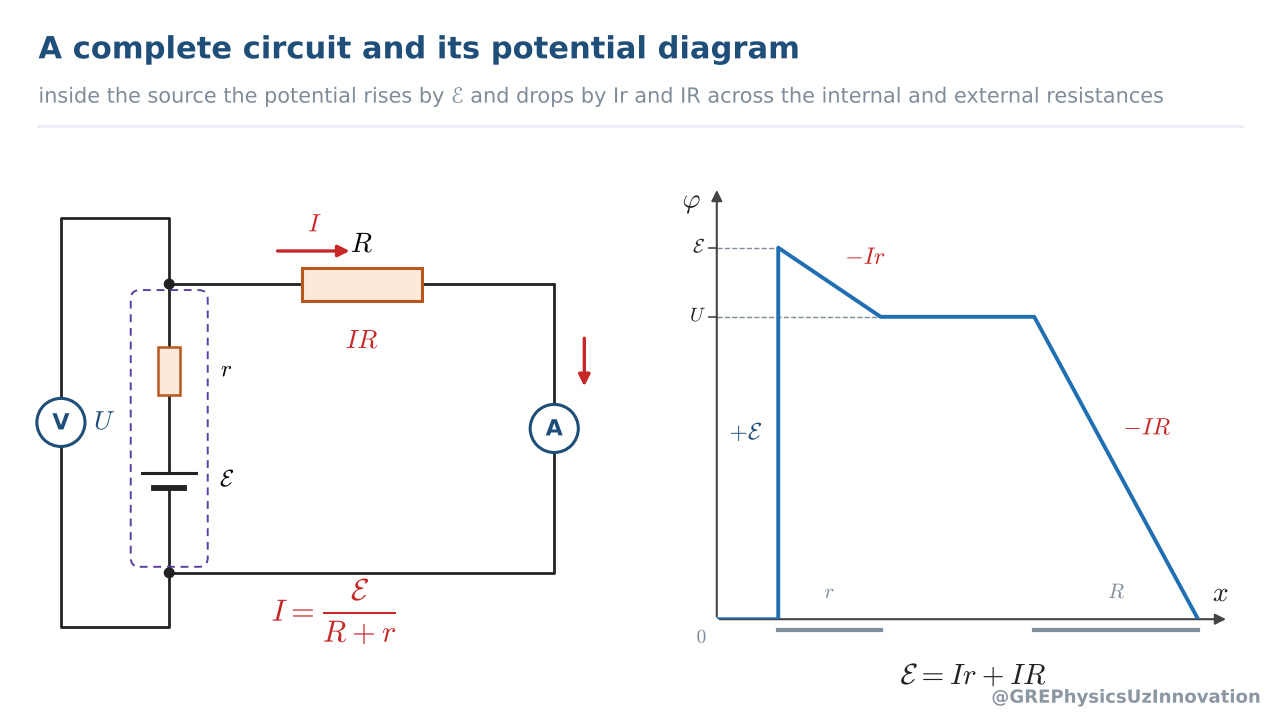 A complete circuit and its potential diagram
inside the source the potential rises by ℰ and drops by Ir and IR across the internal and external resistances
I
R
IR
r
V U
A
ℰ
I = ℰ / (R + r)
φ
ℰ
−Ir
U
+ℰ
−IR
r
R
x
0
ℰ = Ir + IR
@GREPhysicsUzInnovation